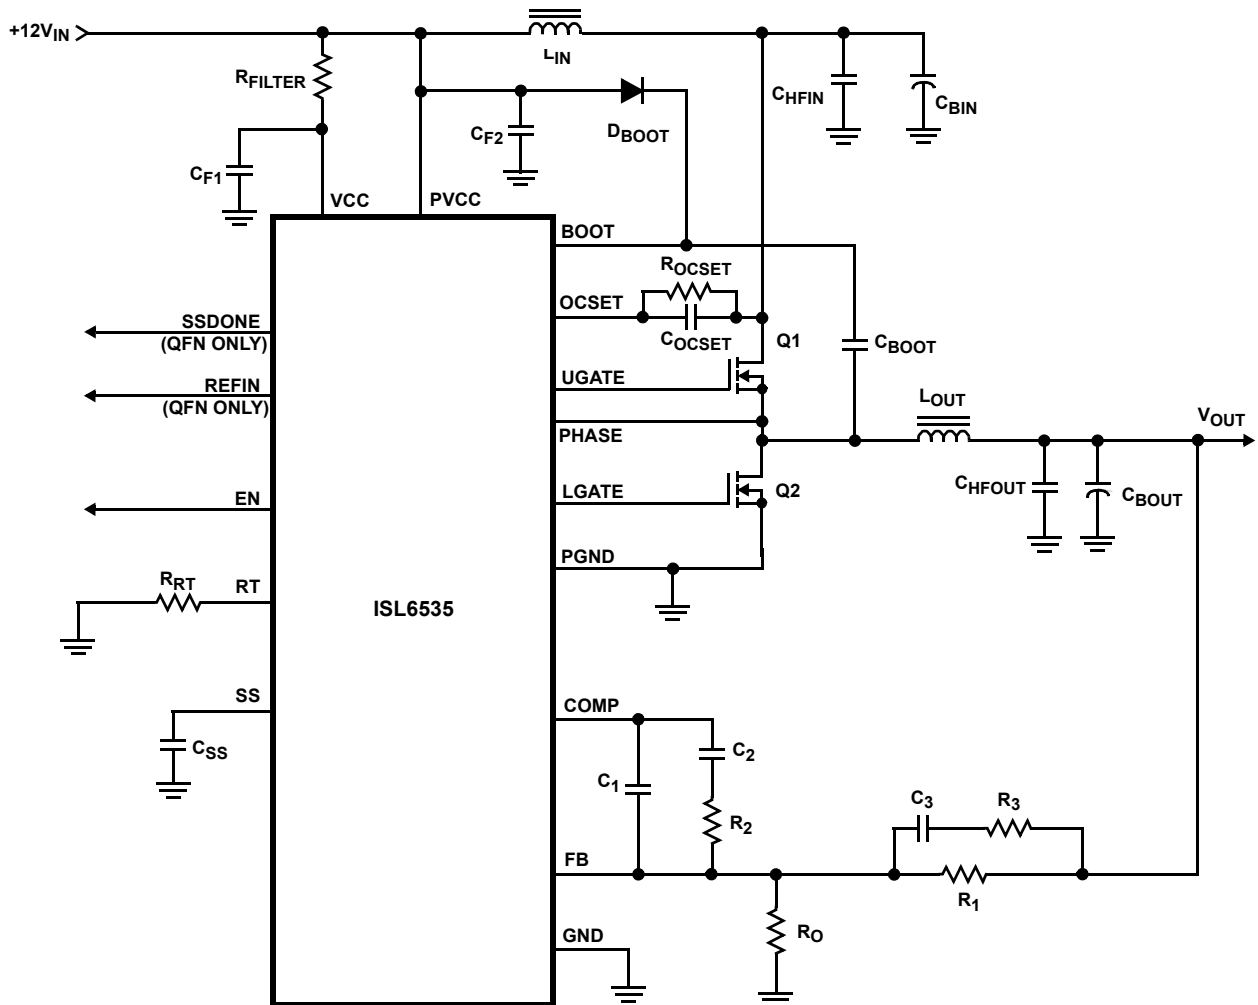 +12VIN
LIN
RFILTER
CHFIN
CBIN
CF2
DBOOT
CF1
VCC
PVCC
BOOT
ROCSET
OCSET
COCSET
Q1
CBOOT
SSDONE
(QFN ONLY)
REFIN
(QFN ONLY)
UGATE
PHASE
LOUT
VOUT
LGATE
Q2
CHFOUT
CBOUT
EN
PGND
RRT
RT
ISL6535
SS
CSS
COMP
C1
C2
R2
C3
R3
FB
R1
RO
GND